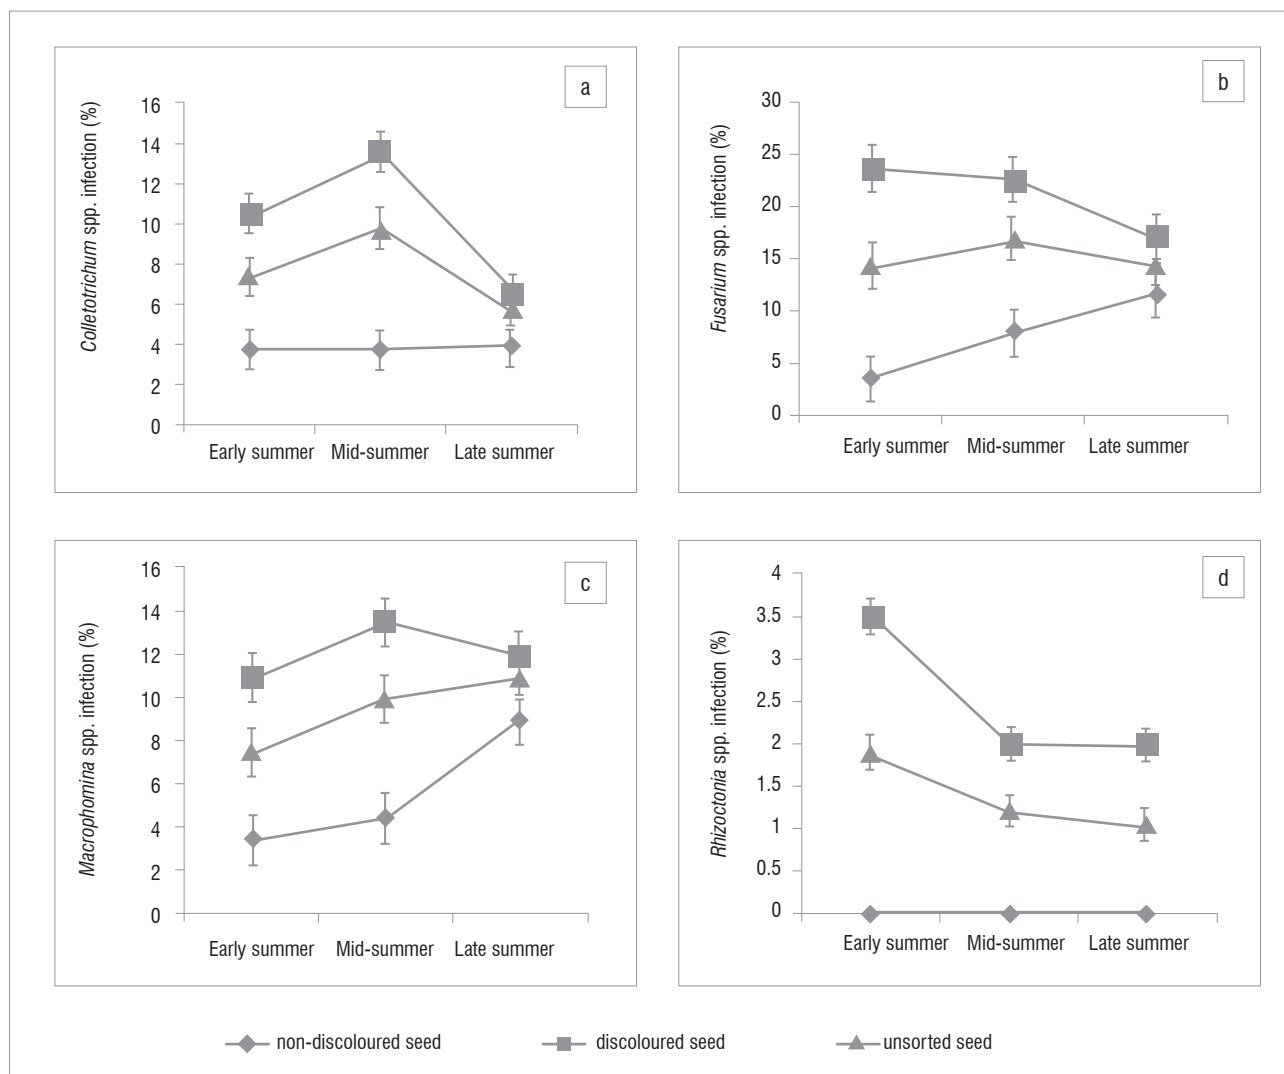 a
Colletotrichum spp. infection (%)
16
14
12
10
8
6
4
2
0
Early summer Mid-summer Late summer
b
Fusarium spp. infection (%)
30
25
20
15
10
5
0
Early summer Mid-summer Late summer
c
Macrophomina spp. infection (%)
16
14
12
10
8
6
4
2
0
Early summer Mid-summer Late summer
d
Rhizoctonia spp. infection (%)
4
3.5
3
2.5
2
1.5
1
0.5
0
Early summer Mid-summer Late summer
non-discoloured seed discoloured seed unsorted seed